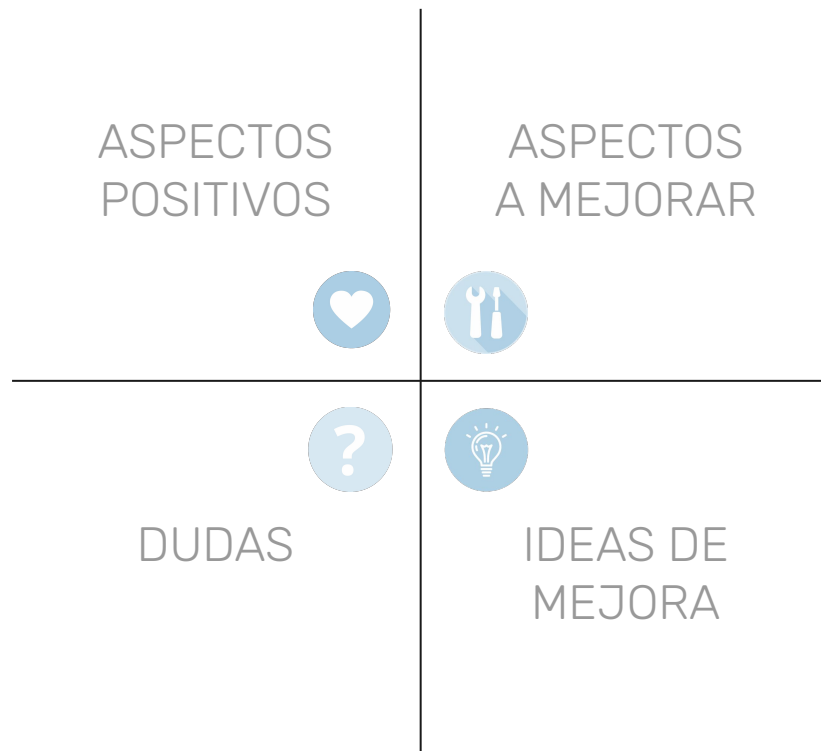 ASPECTOS
POSITIVOS
ASPECTOS
A MEJORAR
?
DUDAS
IDEAS DE
MEJORA